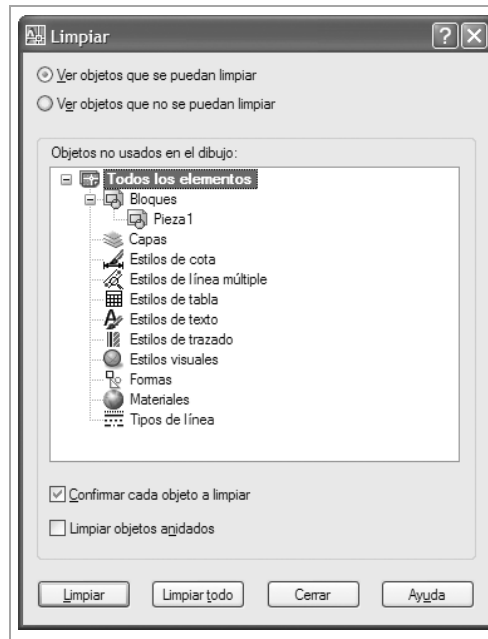 Limpiar
Ver objetos que se puedan limpiar
Ver objetos que no se puedan limpiar
Objetos no usados en el dibujo:
Todos los elementos
Bloques
Pieza1
Capas
Estilos de cota
Estilos de línea múltiple
Estilos de tabla
Estilos de texto
Estilos de trazado
Estilos visuales
Formas
Materiales
Tipos de línea
Confirmar cada objeto a limpiar
Limpiar objetos anidados
Limpiar Limpiar todo Cerrar Ayuda